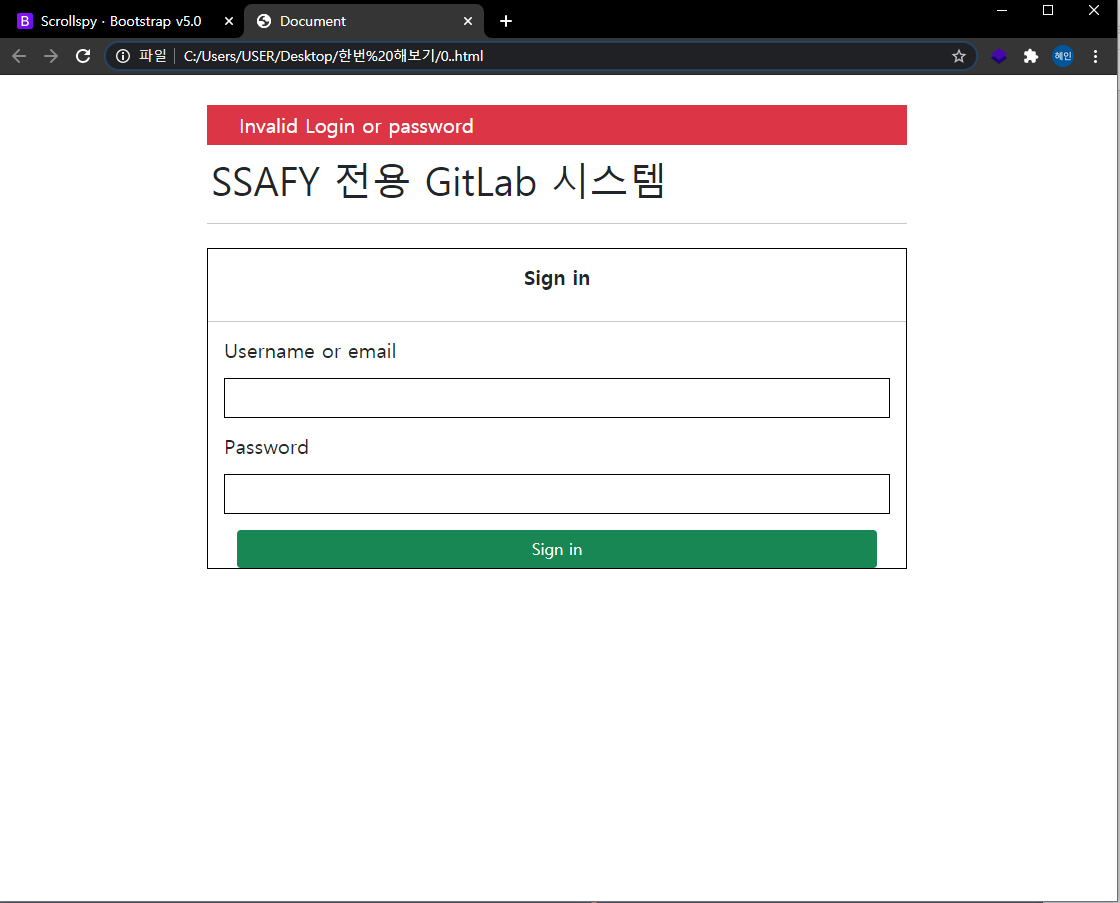 B Scrollspy · Bootstrap v5.0
Document
파일 C:/Users/USER/Desktop/한번%20해보기/0..html
혜인
Invalid Login or password
SSAFY 전용 GitLab 시스템
Sign in
Username or email
Password
Sign in